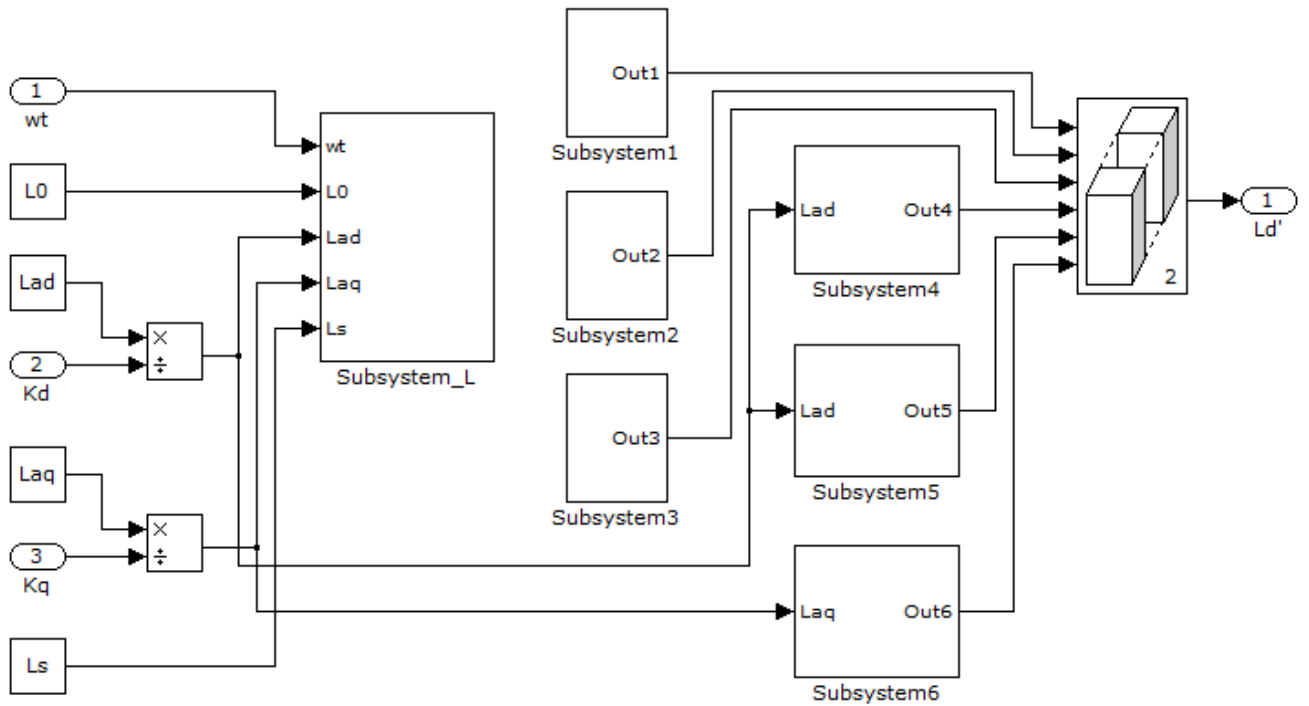 1
wt
L0
Lad
2
Kd
×
÷
Laq
3
Kq
×
÷
Ls
wt
L0
Lad
Laq
Ls
Subsystem_L
Out1
Subsystem1
Out2
Subsystem2
Out3
Subsystem3
Lad Out4
Subsystem4
Lad Out5
Subsystem5
Laq Out6
Subsystem6
2
1
Ld'